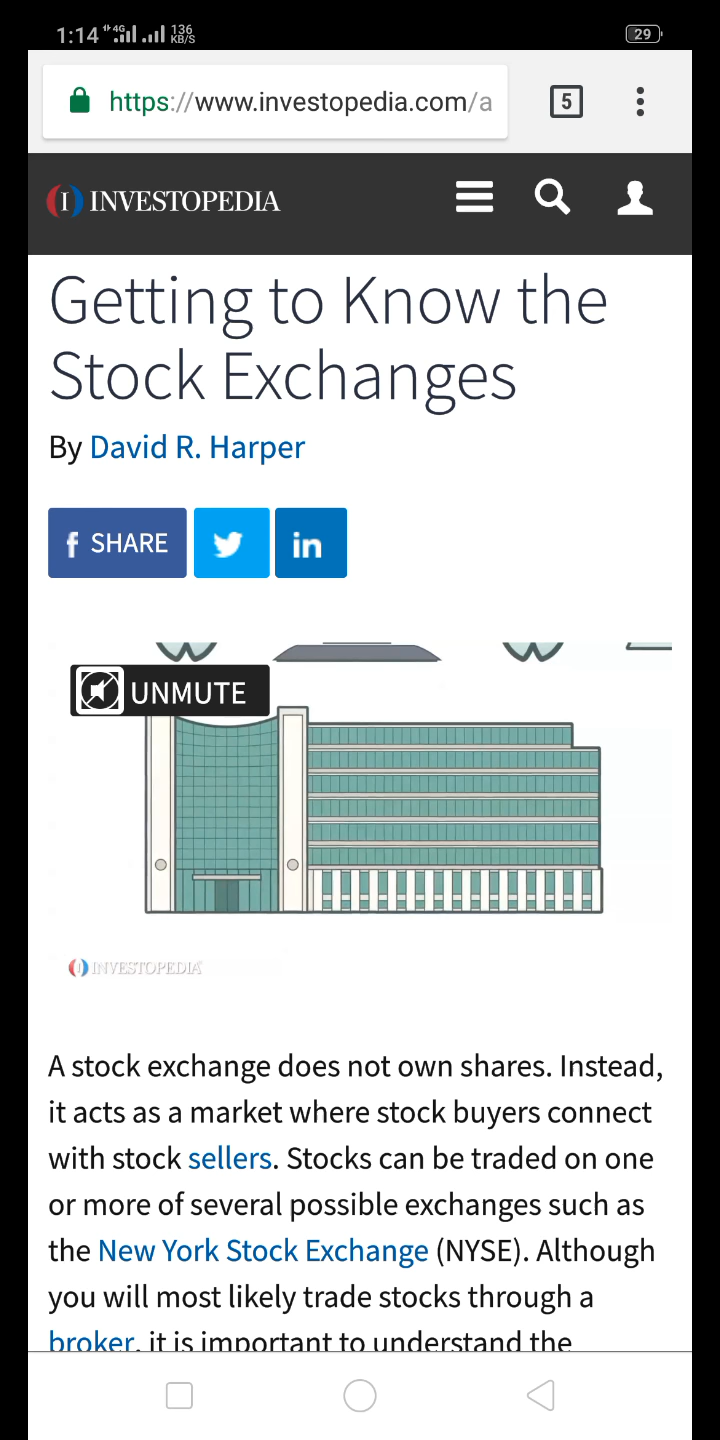 1:14 4G 136 KB/S 29
https://www.investopedia.com/a 5
INVESTOPEDIA
Getting to Know the
Stock Exchanges
By David R. Harper
f SHARE in
UNMUTE
INVESTOPEDIA
A stock exchange does not own shares. Instead,
it acts as a market where stock buyers connect
with stock sellers. Stocks can be traded on one
or more of several possible exchanges such as
the New York Stock Exchange (NYSE). Although
you will most likely trade stocks through a
broker, it is important to understand the